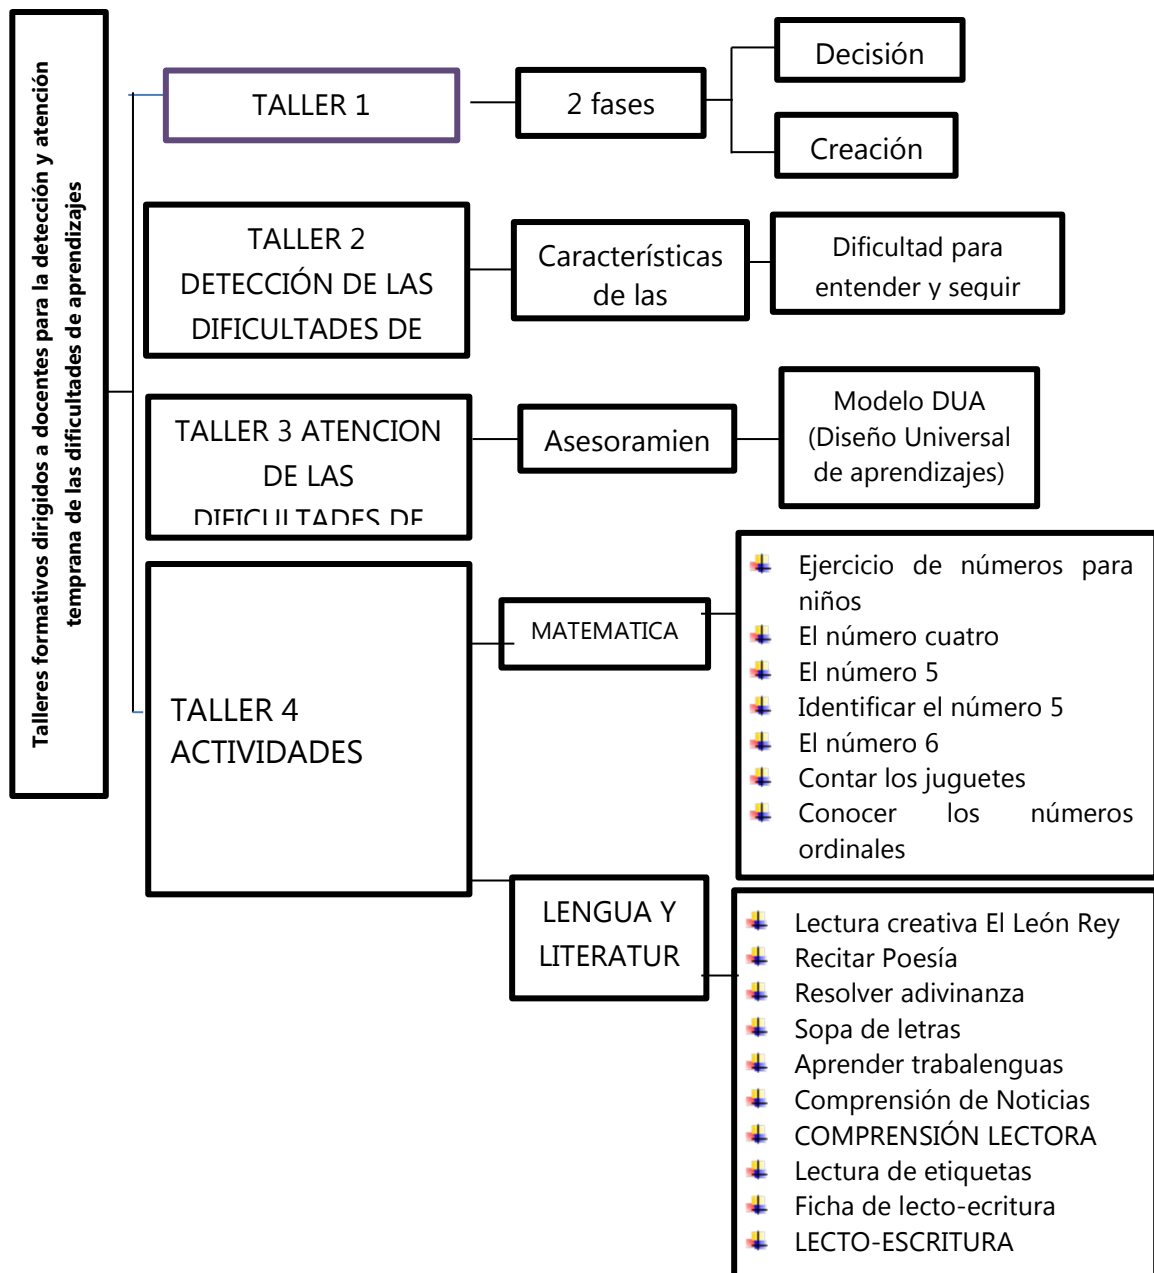 Talleres formativos dirigidos a docentes para la detección y atención
temprana de las dificultades de aprendizajes
TALLER 1
2 fases
Decisión
Creación
TALLER 2
DETECCIÓN DE LAS
DIFICULTADES DE
Características
de las
Dificultad para
entender y seguir
TALLER 3 ATENCION
DE LAS
DIFICULTADES DE
Asesoramien
Modelo DUA
(Diseño Universal
de aprendizajes)
TALLER 4
ACTIVIDADES
MATEMATICA
Ejercicio de números para
niños
El número cuatro
El número 5
Identificar el número 5
El número 6
Contar los juguetes
Conocer los números
ordinales
LENGUA Y
LITERATUR
Lectura creativa El León Rey
Recitar Poesía
Resolver adivinanza
Sopa de letras
Aprender trabalenguas
Comprensión de Noticias
COMPRENSIÓN LECTORA
Lectura de etiquetas
Ficha de lecto-ecritura
LECTO-ESCRITURA